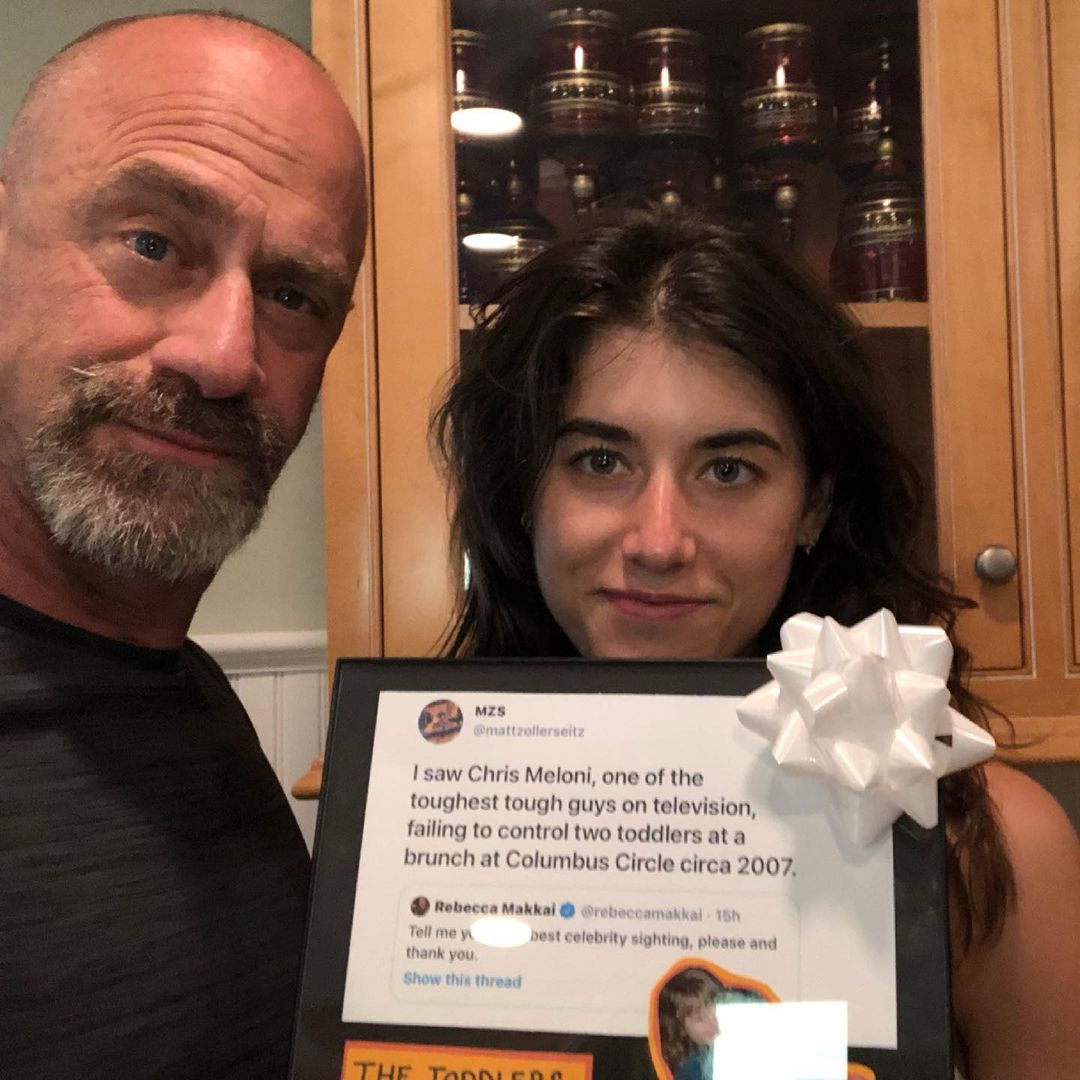 MZS
@mattzollerseitz
I saw Chris Meloni, one of the
toughest tough guys on television,
failing to control two toddlers at a
brunch at Columbus Circle circa 2007.
Rebecca Makkai @rebeccamakkai · 15h
Tell me best celebrity sighting, please and
thank you.
Show this thread
THE TODDLERS